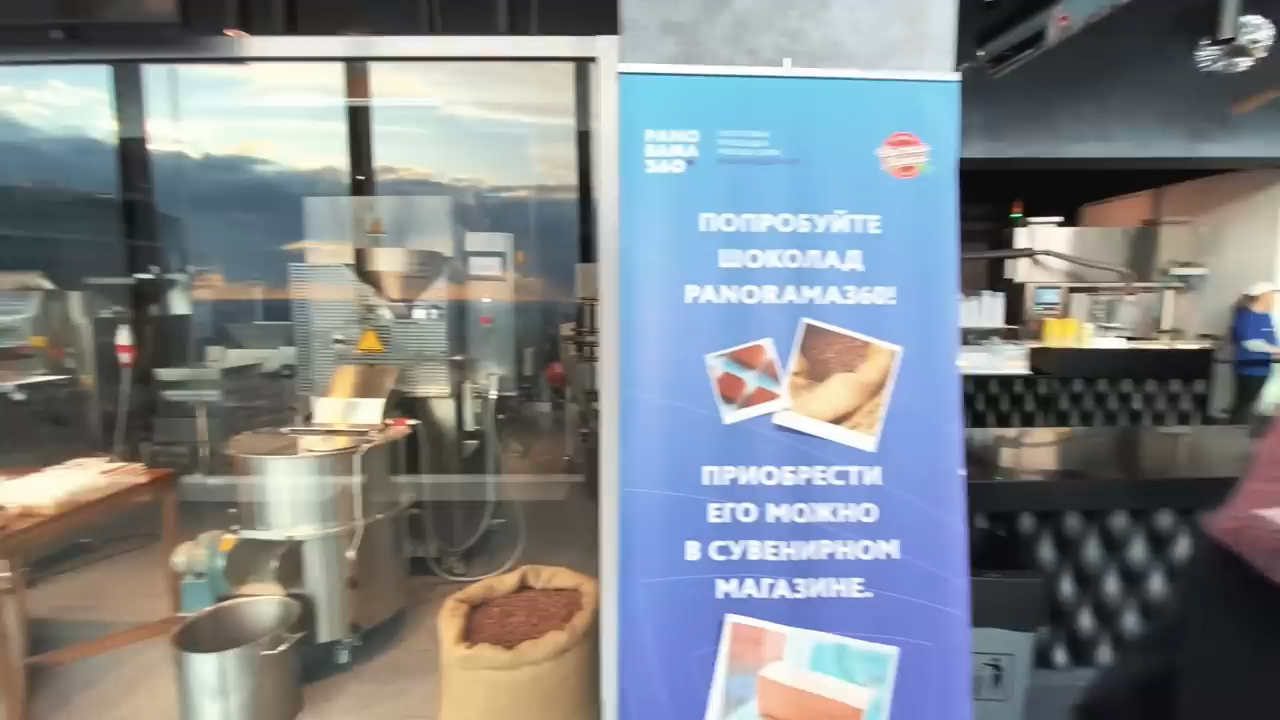 PANO
RAMA
360°
ПОПРОБУЙТЕ
ШОКОЛАД
PANORAMA360!
ПРИОБРЕСТИ
ЕГО МОЖНО
В СУВЕНИРНОМ
МАГАЗИНЕ.